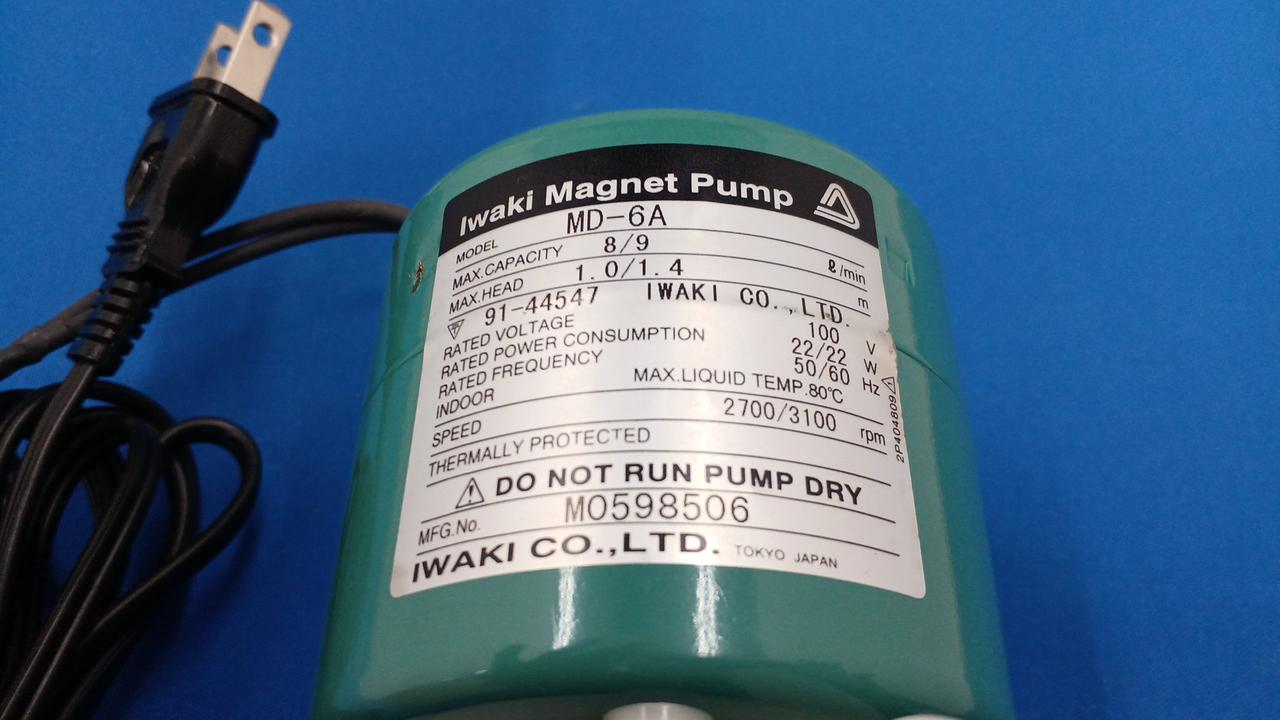 Iwaki Magnet Pump
MODEL MD-6A
MAX.CAPACITY 8/9 ℓ/min
MAX.HEAD 1.0/1.4 m
91-44547 IWAKI CO.,LTD.
RATED VOLTAGE 100 V
RATED POWER CONSUMPTION 22/22 W
RATED FREQUENCY 50/60 Hz
INDOOR MAX.LIQUID TEMP.80℃
SPEED 2700/3100 rpm
THERMALLY PROTECTED
DO NOT RUN PUMP DRY
MFG.No. M0598506
IWAKI CO.,LTD. TOKYO JAPAN
2P404809